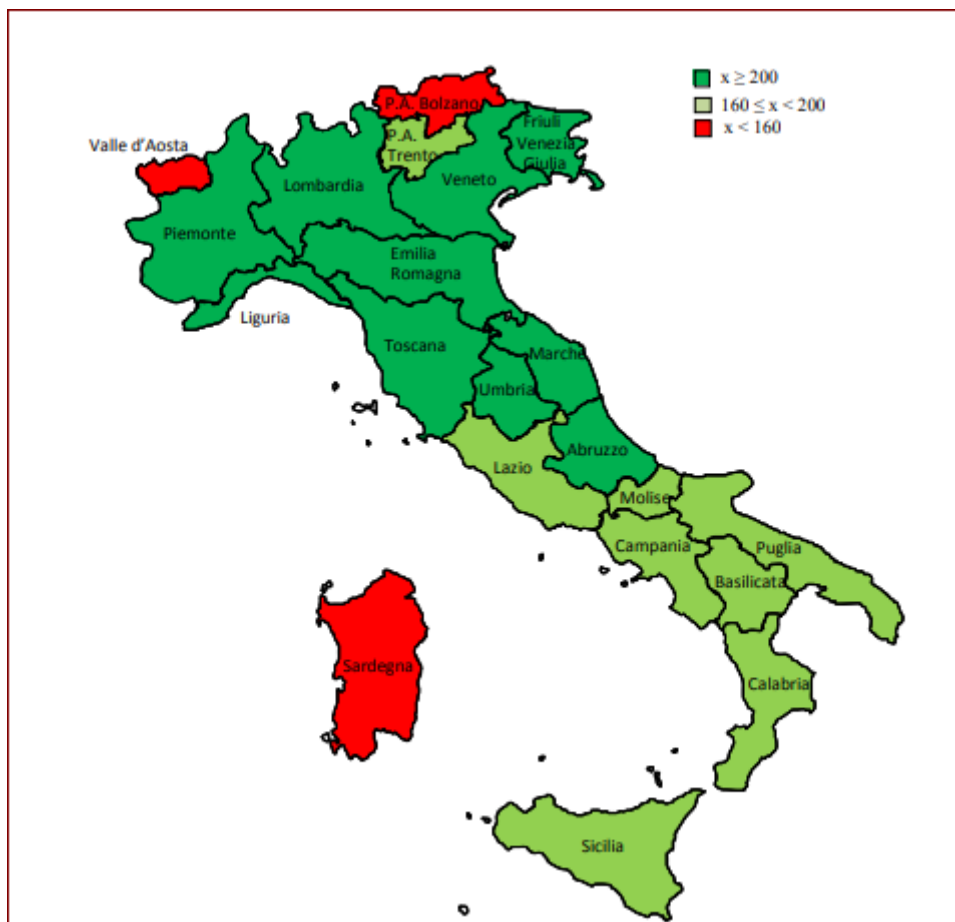 x ≥ 200
160 ≤ x < 200
x < 160
P.A. Bolzano
Valle d’Aosta
P.A.
Trento
Friuli
Venezia
Giulia
Lombardia
Veneto
Piemonte
Emilia
Romagna
Liguria
Toscana
Marche
Umbria
Abruzzo
Lazio
Molise
Campania
Puglia
Basilicata
Sardegna
Calabria
Sicilia